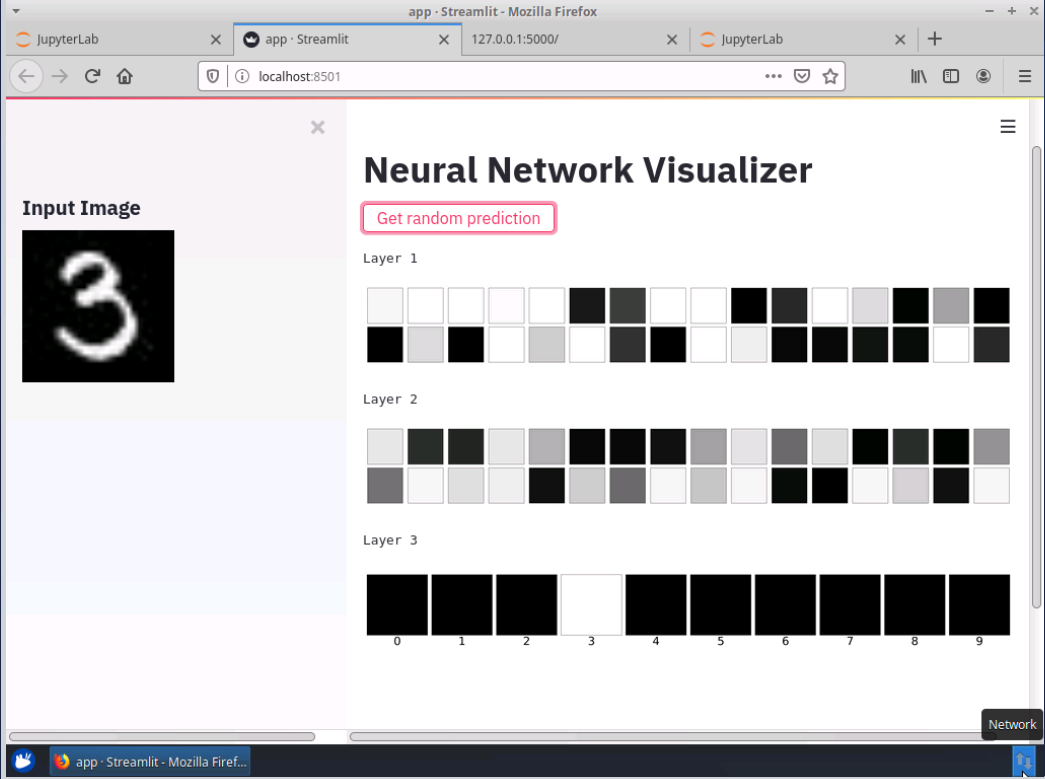 app · Streamlit - Mozilla Firefox
JupyterLab
app · Streamlit
127.0.0.1:5000/
JupyterLab
localhost:8501
Neural Network Visualizer
Input Image
Get random prediction
3
Layer 1
Layer 2
Layer 3
0 1 2 3 4 5 6 7 8 9
Network
app · Streamlit - Mozilla Firef...